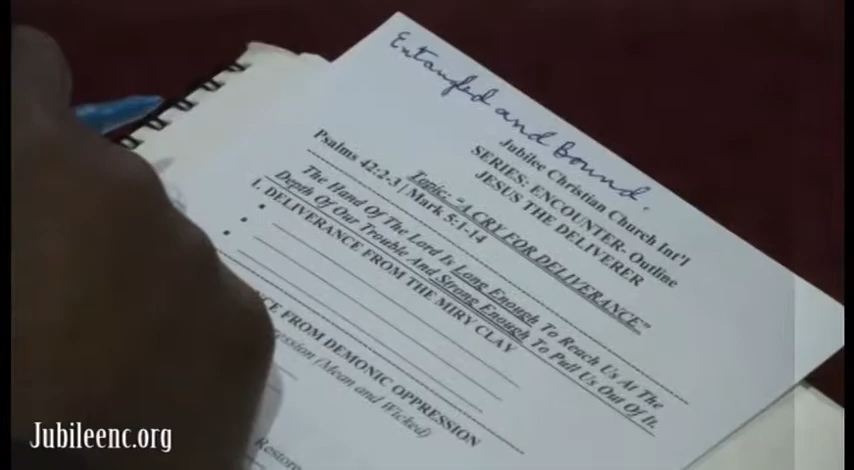 Entangled and Bound.
Jubilee Christian Church Int'l
SERIES: ENCOUNTER- Outline
JESUS THE DELIVERER
Topic:- "A CRY FOR DELIVERANCE"
Psalms 42:2-3 | Mark 5:1-14
The Hand Of The Lord Is Long Enough To Reach Us At The
Depth Of Our Trouble And Strong Enough To Pull Us Out Of It.
I. DELIVERANCE FROM THE MIRY CLAY
CE FROM DEMONIC OPPRESSION
ression (Mean and Wicked)
Restore
Jubileenc.org